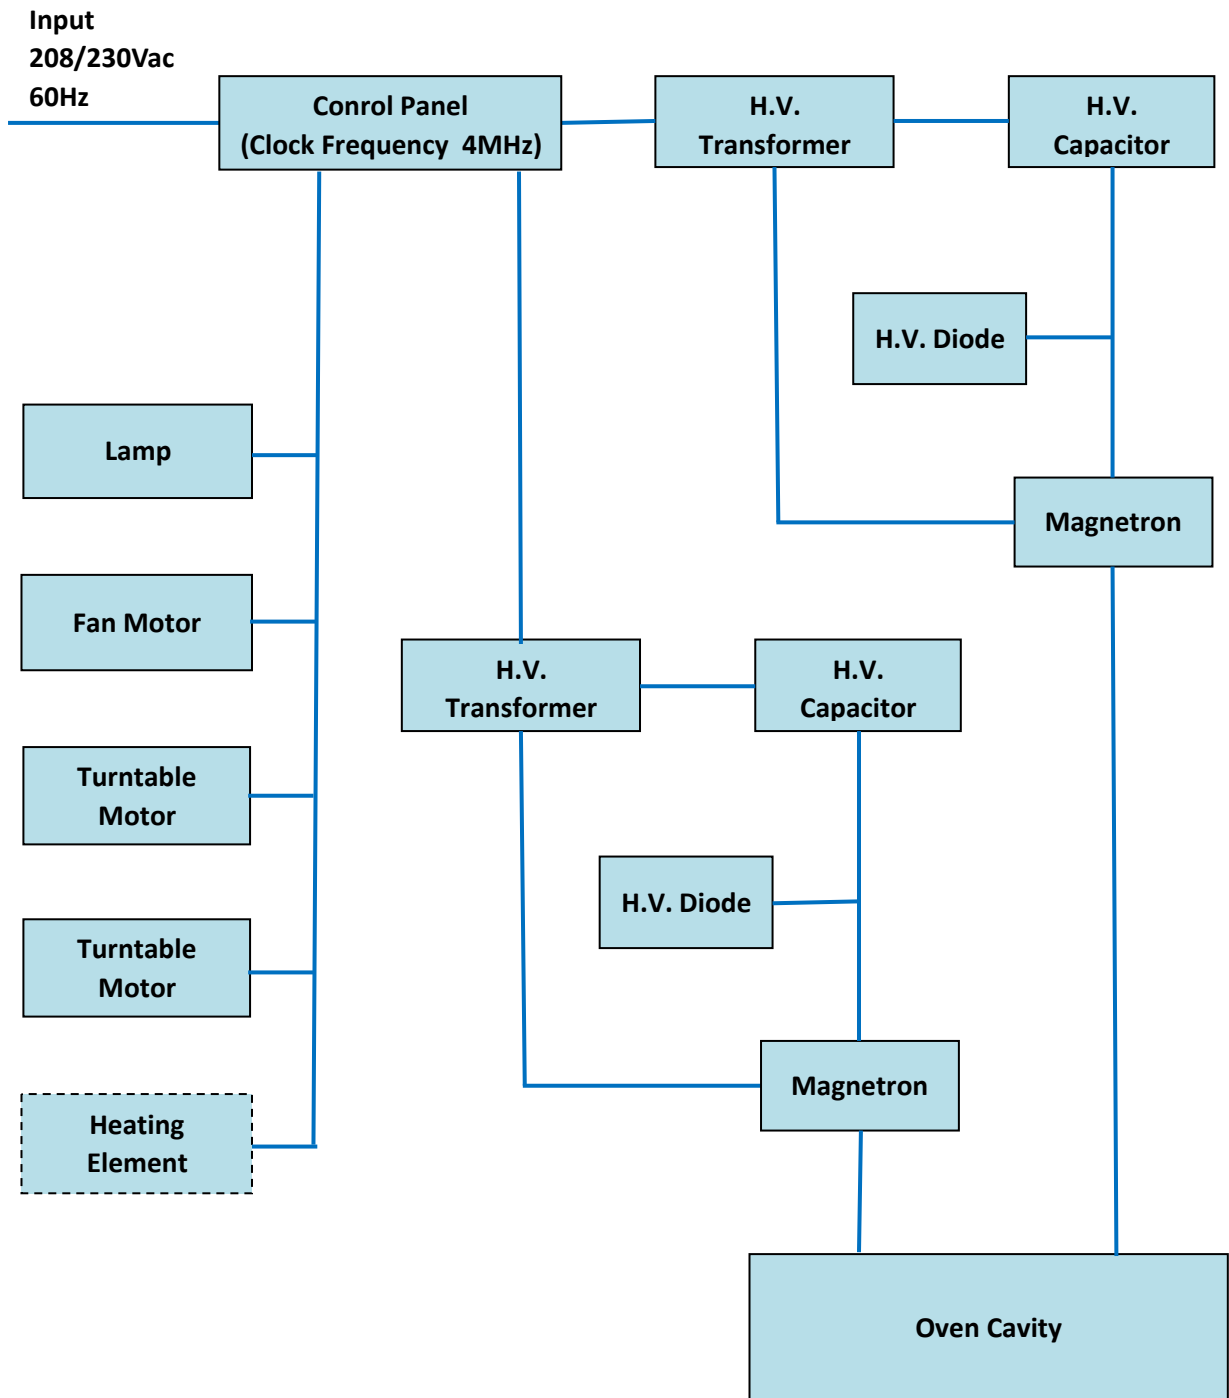 Input
208/230Vac
60Hz
Conrol Panel
(Clock Frequency 4MHz)
H.V.
Transformer
H.V.
Capacitor
H.V. Diode
Lamp
Magnetron
Fan Motor
H.V.
Transformer
H.V.
Capacitor
Turntable
Motor
H.V. Diode
Turntable
Motor
Magnetron
Heating
Element
Oven Cavity